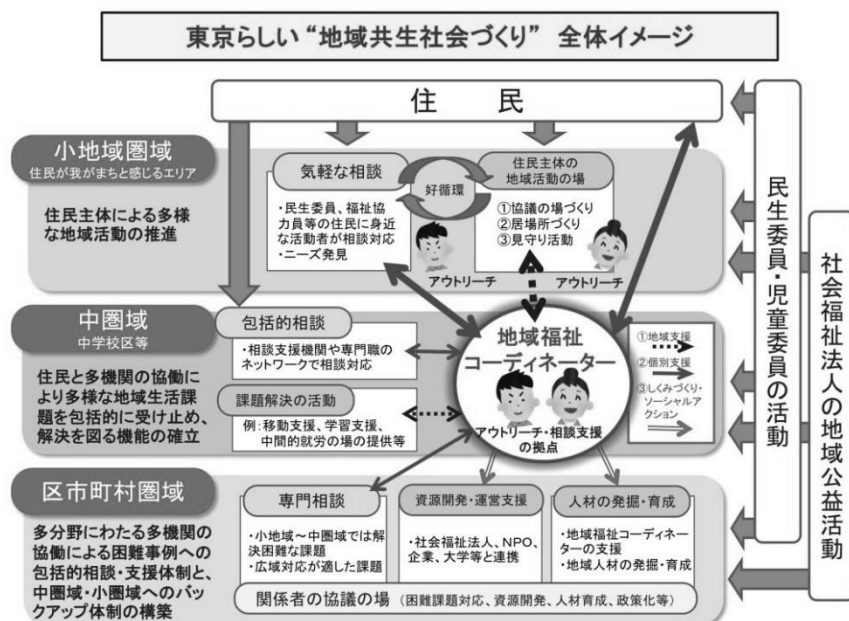 東京らしい“地域共生社会づくり” 全体イメージ
住 民
小地域圏域
住民が我がまちと感じるエリア
住民主体による多様
な地域活動の推進
気軽な相談
・民生委員、福祉協
力員等の住民に身近
な活動者が相談対応
・ニーズ発見
好循環
住民主体の
地域活動の場
①協議の場づくり
②居場所づくり
③見守り活動
アウトリーチ
アウトリーチ
中圏域
中学校区等
住民と多機関の協働に
より多様な地域生活課
題を包括的に受け止め、
解決を図る機能の確立
包括的相談
・相談支援機関や専門職の
ネットワークで相談対応
課題解決の活動
例:移動支援、学習支援、
中間的就労の場の提供等
地域福祉
コーディネーター
アウトリーチ・相談支援
の拠点
①地域支援
②個別支援
③しくみづくり・
ソーシャルア
クション
区市町村圏域
多分野にわたる多機関の
協働による困難事例への
包括的相談・支援体制と、
中圏域・小圏域へのバッ
クアップ体制の構築
専門相談
・小地域～中圏域では解
決困難な課題
・広域対応が適した課題
資源開発・運営支援
・社会福祉法人、NPO、
企業、大学等と連携
人材の発掘・育成
・地域福祉コーディネー
ターの支援
・地域人材の発掘・育成
関係者の協議の場 (困難課題対応、資源開発、人材育成、政策化等)
民生委員・児童委員の活動
社会福祉法人の地域公益活動